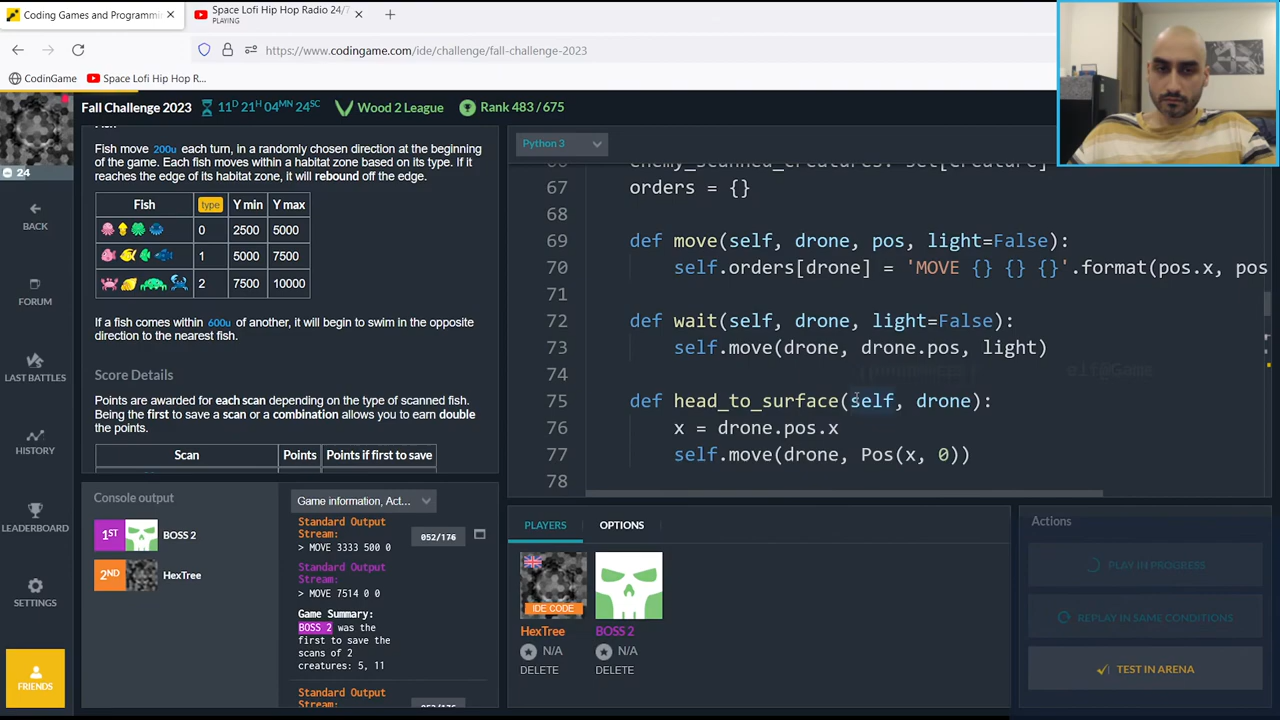 Coding Games and Programmi
Space Lofi Hip Hop Radio 24/7
PLAYING
https://www.codingame.com/ide/challenge/fall-challenge-2023
CodinGame
Space Lofi Hip Hop R...
Fall Challenge 2023
11D 21H 04MN 24SC
Wood 2 League
Rank 483 / 675
24
BACK
FORUM
LAST BATTLES
HISTORY
LEADERBOARD
SETTINGS
FRIENDS
Fish
Fish move 200u each turn, in a randomly chosen direction at the beginning
of the game. Each fish moves within a habitat zone based on its type. If it
reaches the edge of its habitat zone, it will rebound off the edge.
Fish type Y min Y max
0 2500 5000
1 5000 7500
2 7500 10000
If a fish comes within 600u of another, it will begin to swim in the opposite
direction to the nearest fish.
Score Details
Points are awarded for each scan depending on the type of scanned fish.
Being the first to save a scan or a combination allows you to earn double
the points.
Scan Points Points if first to save
Console output
1ST BOSS 2
2ND HexTree
Game information, Act...
Standard Output
Stream:
052/176
> MOVE 3333 500 0
Standard Output
Stream:
> MOVE 7514 0 0
Game Summary:
BOSS 2 was the
first to save the
scans of 2
creatures: 5, 11
Standard Output
Python 3
66 enemy_scanned_creatures: Set[Creature]
67 orders = {}
68
69 def move(self, drone, pos, light=False):
70 self.orders[drone] = 'MOVE {} {} {}'.format(pos.x, pos
71
72 def wait(self, drone, light=False):
73 self.move(drone, drone.pos, light)
74
75 def head_to_surface(self, drone):
76 x = drone.pos.x
77 self.move(drone, Pos(x, 0))
78
PLAYERS
OPTIONS
IDE CODE
HexTree
BOSS 2
N/A
N/A
DELETE
DELETE
Actions
PLAY IN PROGRESS
REPLAY IN SAME CONDITIONS
TEST IN ARENA